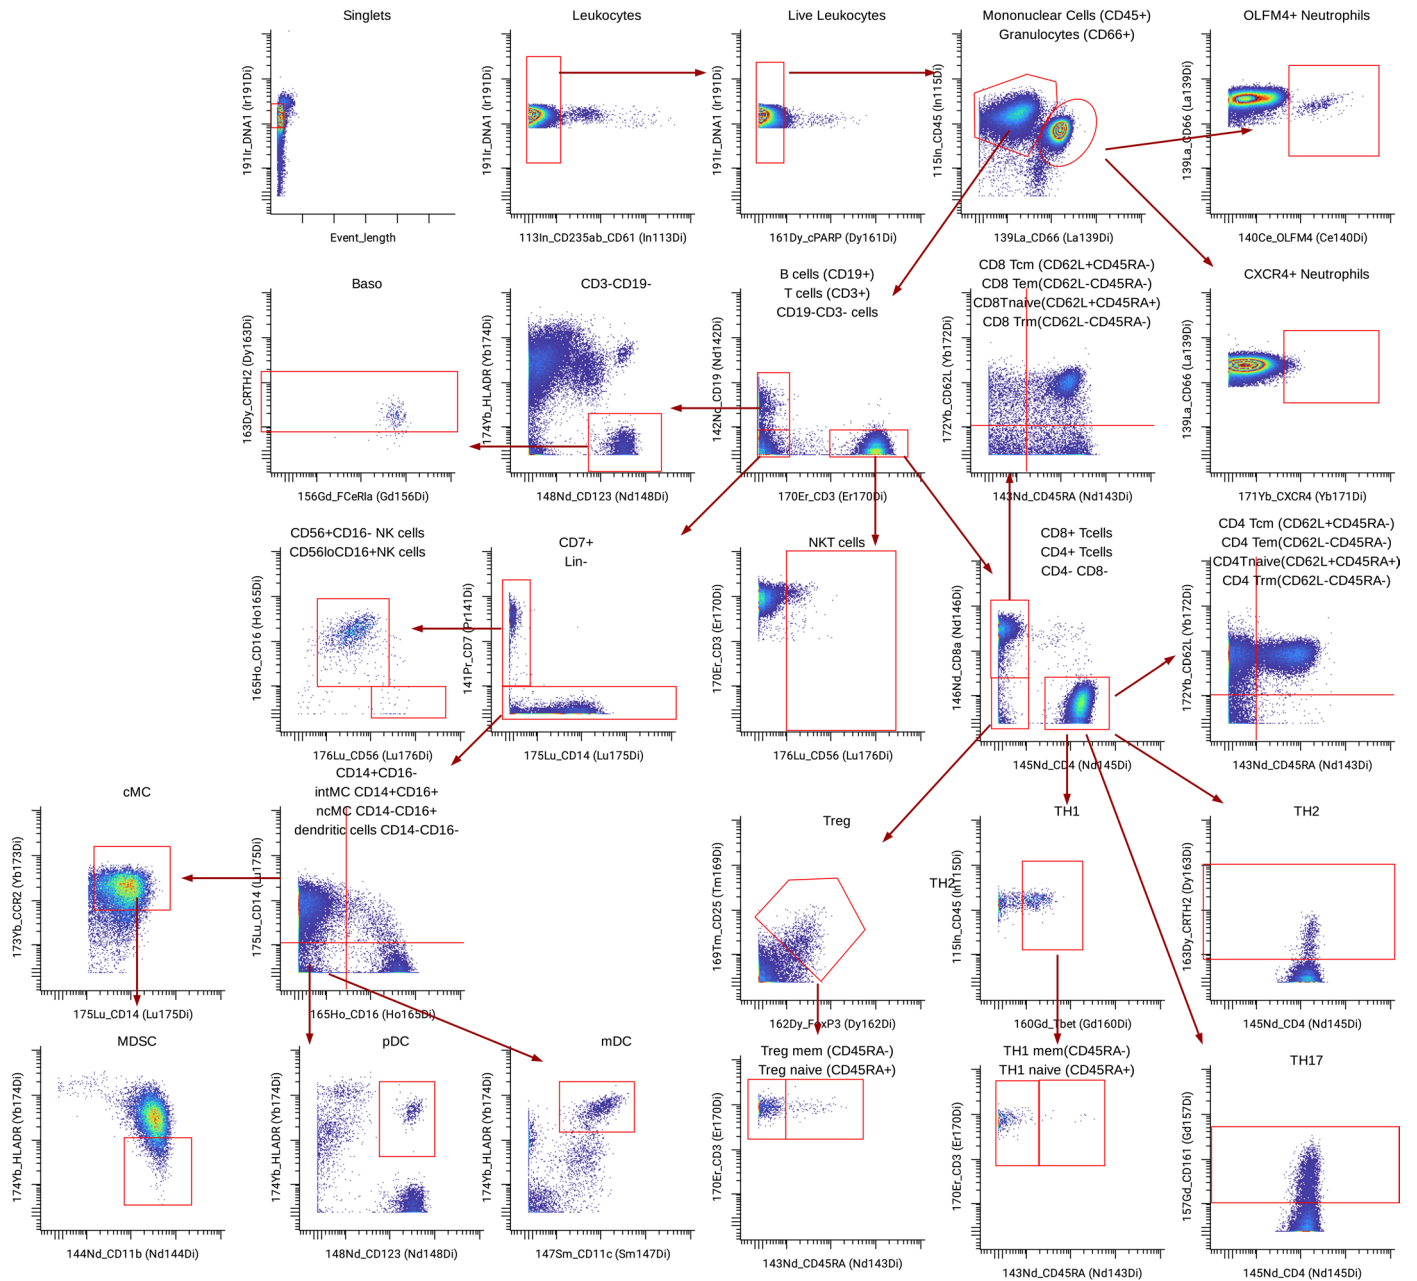 Singlets
191Ir_DNA1 (Ir191Di)
Event_length
Leukocytes
191Ir_DNA1 (Ir191Di)
113In_CD235ab_CD61 (In113Di)
Live Leukocytes
191Ir_DNA1 (Ir191Di)
161Dy_cPARP (Dy161Di)
Mononuclear Cells (CD45+)
Granulocytes (CD66+)
115In_CD45 (In115Di)
139La_CD66 (La139Di)
OLFM4+ Neutrophils
139La_CD66 (La139Di)
140Ce_OLFM4 (Ce140Di)
Baso
163Dy_CRTH2 (Dy163Di)
156Gd_FCeRIa (Gd156Di)
CD3-CD19-
174Yb_HLADR (Yb174Di)
148Nd_CD123 (Nd148Di)
B cells (CD19+)
T cells (CD3+)
CD19-CD3- cells
142Nd_CD19 (Nd142Di)
170Er_CD3 (Er170Di)
CD8 Tcm (CD62L+CD45RA-)
CD8 Tem(CD62L-CD45RA-)
CD8Tnaive(CD62L+CD45RA+)
CD8 Trm(CD62L-CD45RA-)
172Yb_CD62L (Yb172Di)
143Nd_CD45RA (Nd143Di)
CXCR4+ Neutrophils
139La_CD66 (La139Di)
171Yb_CXCR4 (Yb171Di)
CD56+CD16- NK cells
CD56loCD16+NK cells
165Ho_CD16 (Ho165Di)
176Lu_CD56 (Lu176Di)
CD7+
Lin-
141Pr_CD7 (Pr141Di)
175Lu_CD14 (Lu175Di)
NKT cells
170Er_CD3 (Er170Di)
176Lu_CD56 (Lu176Di)
CD8+ Tcells
CD4+ Tcells
CD4- CD8-
146Nd_CD8a (Nd146Di)
145Nd_CD4 (Nd145Di)
CD4 Tcm (CD62L+CD45RA-)
CD4 Tem(CD62L-CD45RA-)
CD4Tnaive(CD62L+CD45RA+)
CD4 Trm(CD62L-CD45RA-)
172Yb_CD62L (Yb172Di)
143Nd_CD45RA (Nd143Di)
cMC
173Yb_CCR2 (Yb173Di)
175Lu_CD14 (Lu175Di)
CD14+CD16-
intMC CD14+CD16+
ncMC CD14-CD16+
dendritic cells CD14-CD16-
175Lu_CD14 (Lu175Di)
165Ho_CD16 (Ho165Di)
Treg
169Tm_CD25 (Tm169Di)
162Dy_FoxP3 (Dy162Di)
TH2
TH1
115In_CD45 (In115Di)
160Gd_Tbet (Gd160Di)
TH2
163Dy_CRTH2 (Dy163Di)
145Nd_CD4 (Nd145Di)
MDSC
174Yb_HLADR (Yb174Di)
144Nd_CD11b (Nd144Di)
pDC
174Yb_HLADR (Yb174Di)
148Nd_CD123 (Nd148Di)
mDC
174Yb_HLADR (Yb174Di)
147Sm_CD11c (Sm147Di)
Treg mem (CD45RA-)
Treg naive (CD45RA+)
170Er_CD3 (Er170Di)
143Nd_CD45RA (Nd143Di)
TH1 mem(CD45RA-)
TH1 naive (CD45RA+)
170Er_CD3 (Er170Di)
143Nd_CD45RA (Nd143Di)
TH17
157Gd_CD161 (Gd157Di)
145Nd_CD4 (Nd145Di)